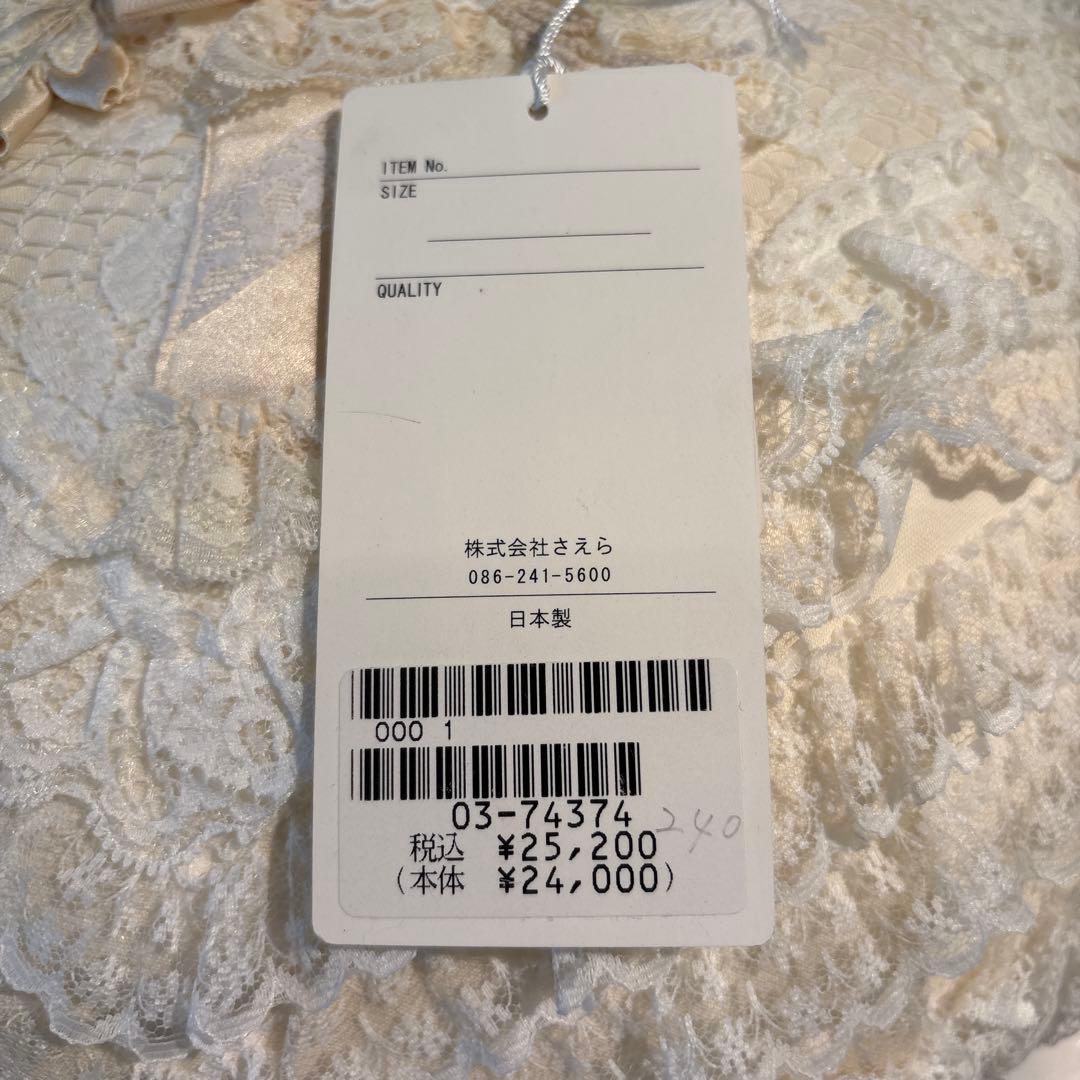 ITEM No.
SIZE
QUALITY
株式会社さえら
086-241-5600
日本製
000 1
03-74374
240
税込 ¥25,200
(本体 ¥24,000)